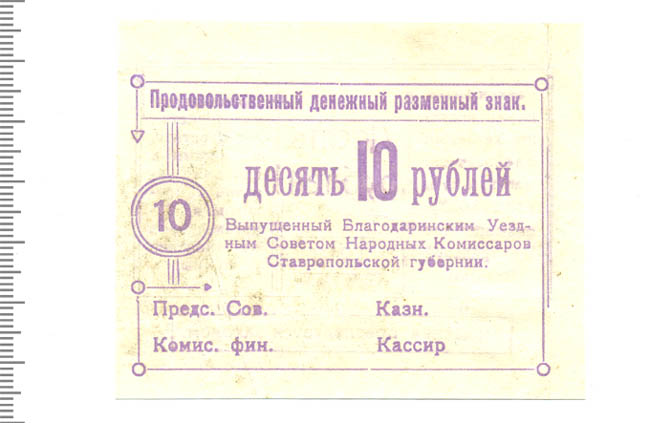 Продовольственный денежный разменный знак.
десять 10 рублей
10
Выпущенный Благодаринским Уезд-
ным Советом Народных Комиссаров
Ставропольской губернии.
Предс. Сов. Казн.
Комис. фин. Кассир